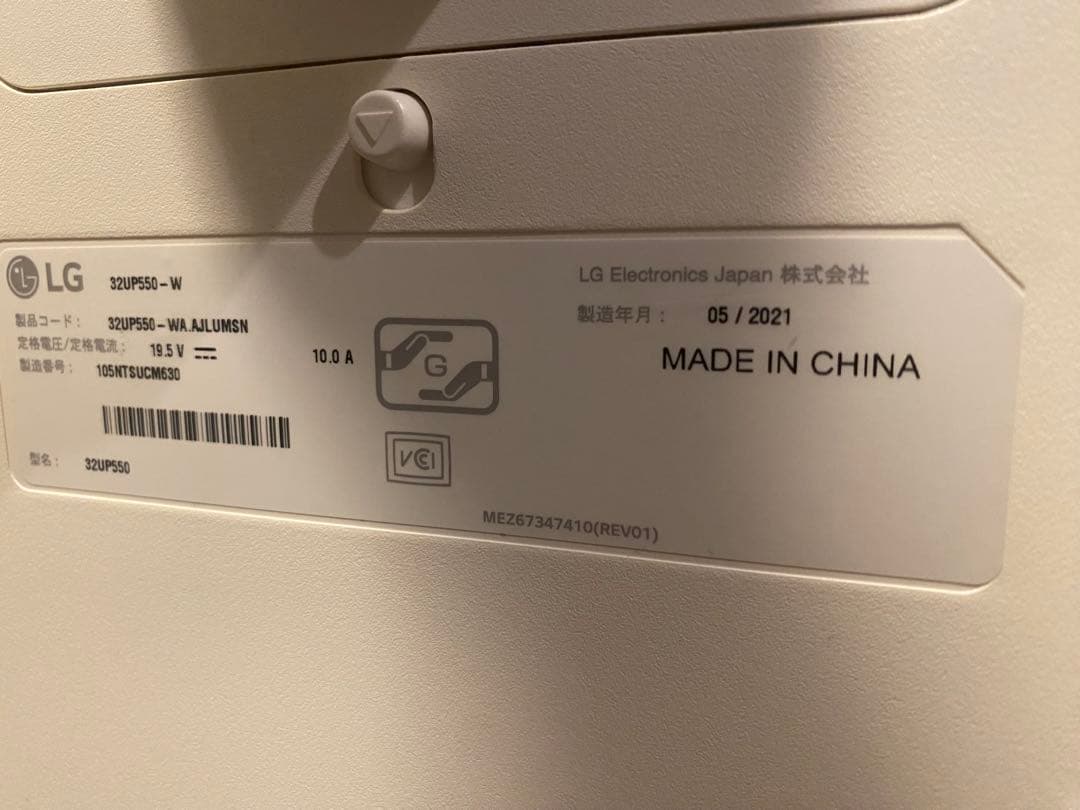 LG 32UP550-W
製品コード: 32UP550-WA.AJLUMSN
定格電圧/定格電流: 19.5 V 10.0 A
製造番号: 105NTSUCM630
型名: 32UP550
G
VCI
LG Electronics Japan 株式会社
製造年月: 05 / 2021
MADE IN CHINA
MEZ67347410(REV01)